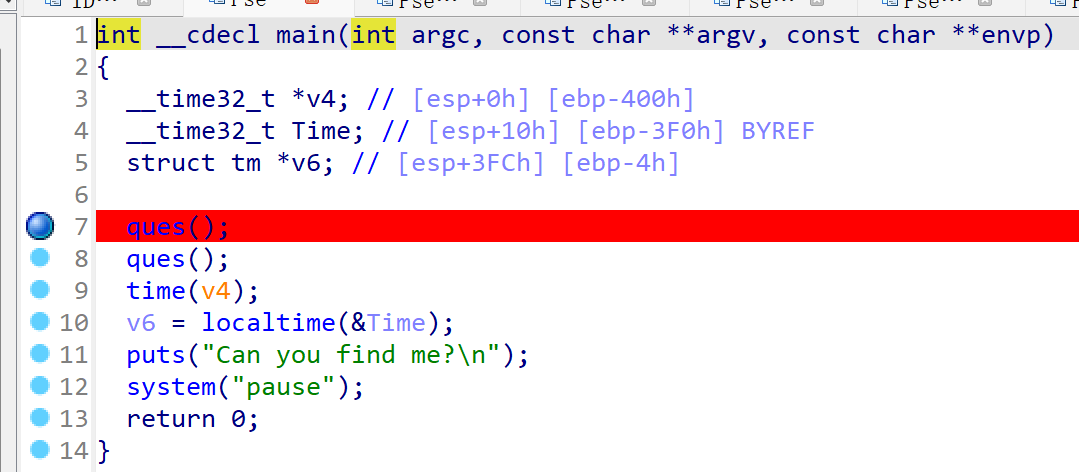 1 int __cdecl main(int argc, const char **argv, const char **envp)
2 {
3 __time32_t *v4; // [esp+0h] [ebp-400h]
4 __time32_t Time; // [esp+10h] [ebp-3F0h] BYREF
5 struct tm *v6; // [esp+3FCh] [ebp-4h]
6
7 ques();
8 ques();
9 time(v4);
10 v6 = localtime(&Time);
11 puts("Can you find me?\n");
12 system("pause");
13 return 0;
14 }